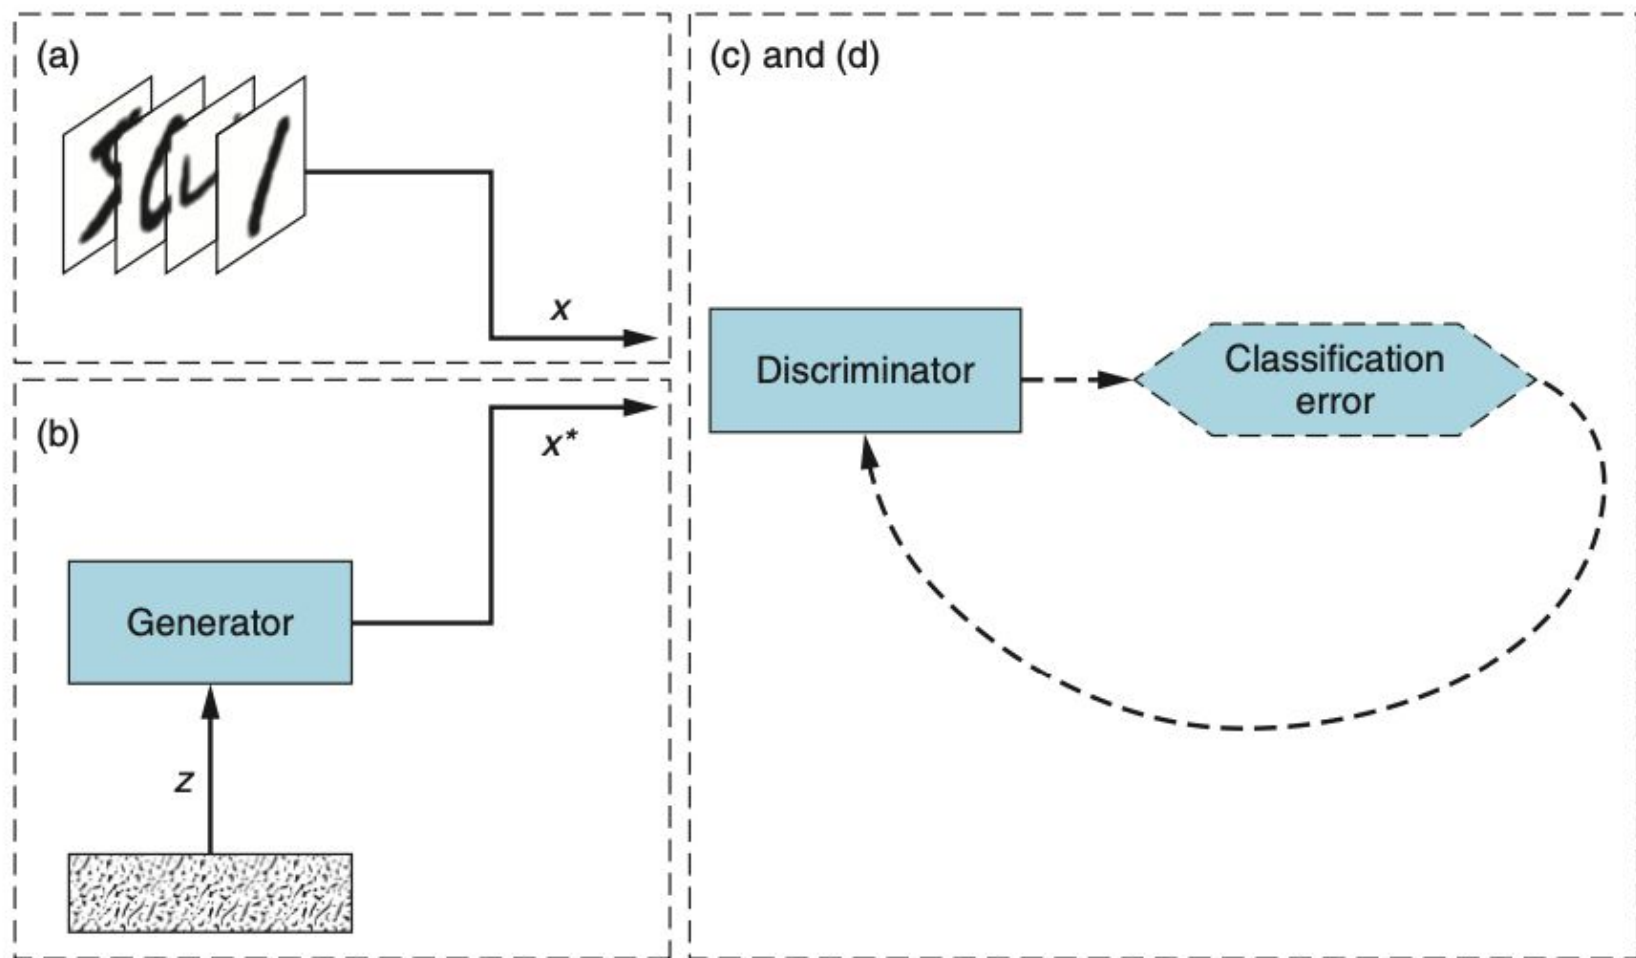 (a)
x
(b)
x*
Generator
z
(c) and (d)
Discriminator
Classification
error